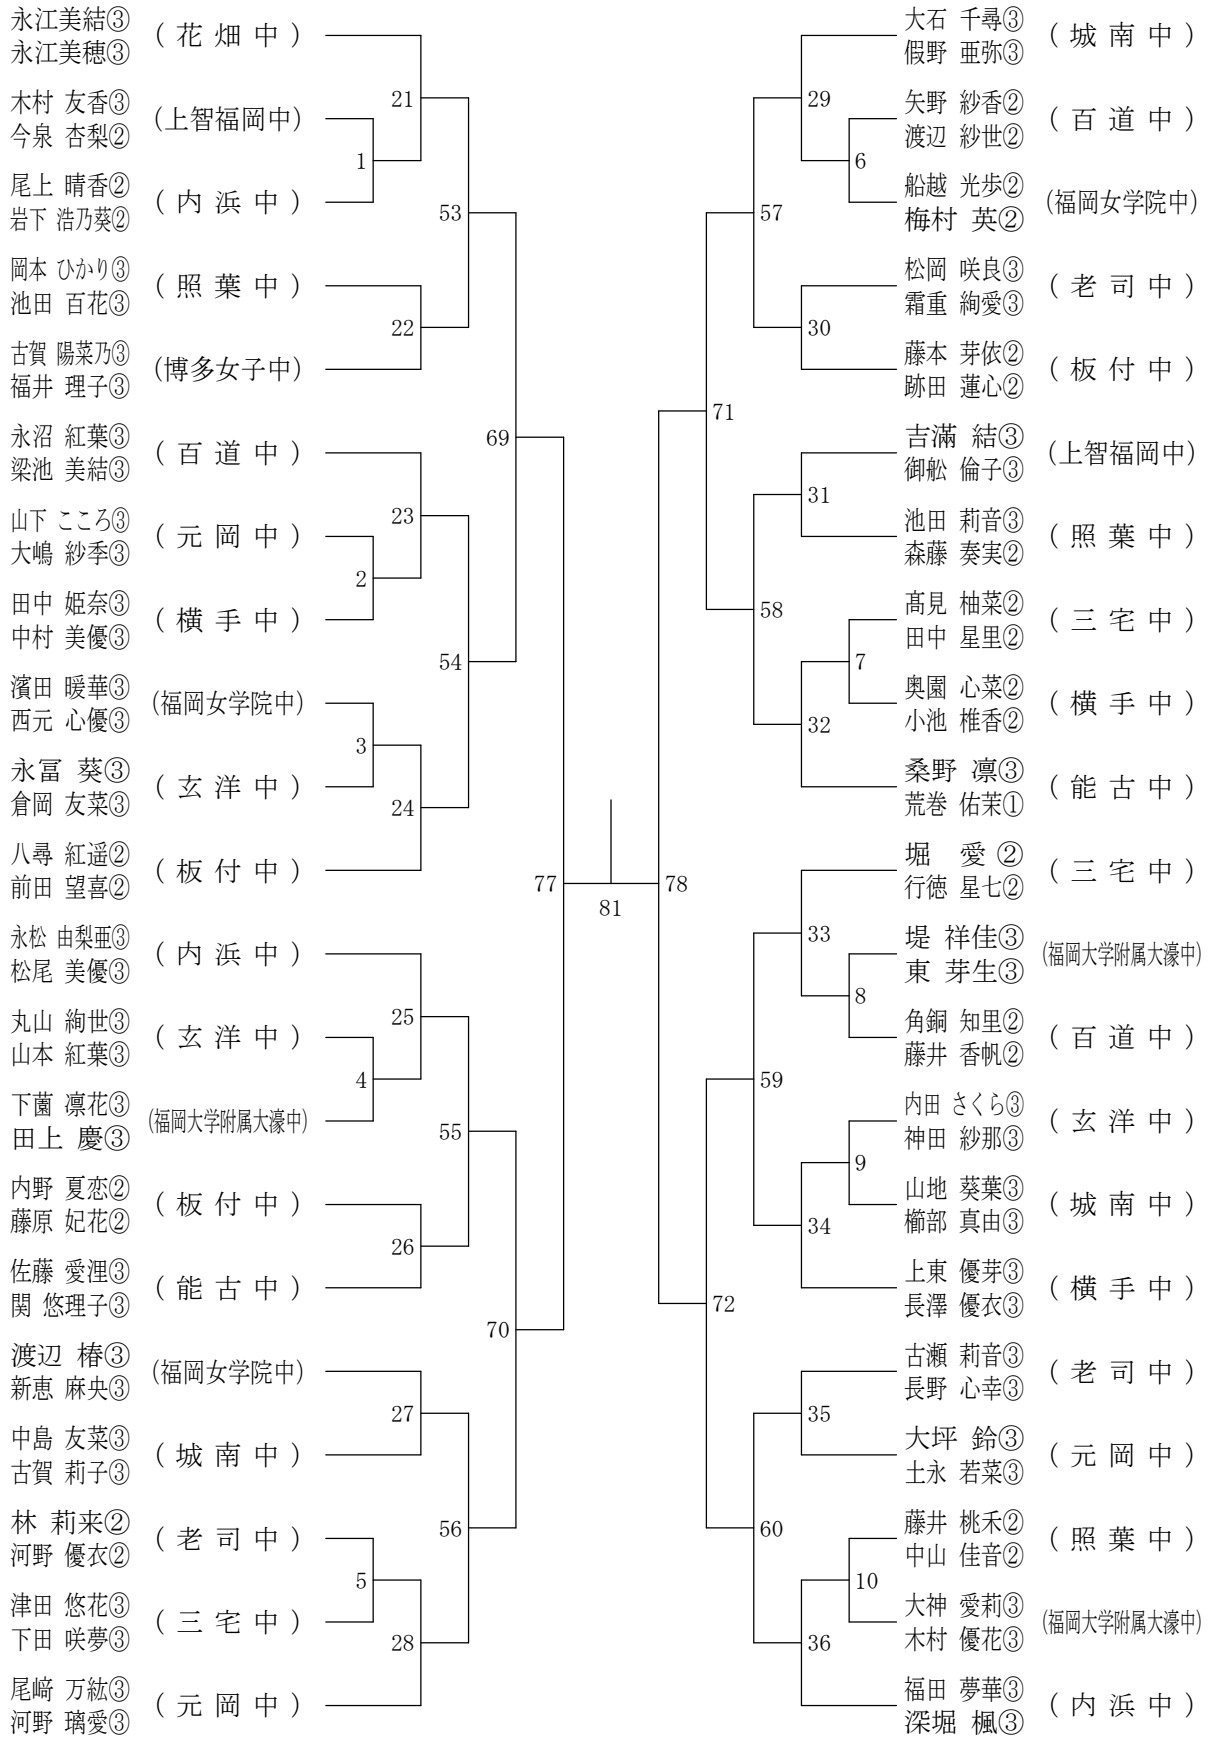 永江美結③
永江美穂③
( 花 畑 中 )
木村 友香③
今泉 杏梨②
(上智福岡中)
尾上 晴香②
岩下 浩乃葵②
( 内 浜 中 )
岡本 ひかり③
池田 百花③
( 照 葉 中 )
古賀 陽菜乃③
福井 理子③
(博多女子中)
永沼 紅葉③
梁池 美結③
( 百 道 中 )
山下 こころ③
大嶋 紗季③
( 元 岡 中 )
田中 姫奈③
中村 美優③
( 横 手 中 )
濱田 暖華③
西元 心優③
(福岡女学院中)
永冨 葵③
倉岡 友菜③
( 玄 洋 中 )
八尋 紅遥②
前田 望喜②
( 板 付 中 )
永松 由梨亜③
松尾 美優③
( 内 浜 中 )
丸山 絢世③
山本 紅葉③
( 玄 洋 中 )
下薗 凛花③
田上 慶③
(福岡大学附属大濠中)
内野 夏恋②
藤原 妃花②
( 板 付 中 )
佐藤 愛浬③
関 悠理子③
( 能 古 中 )
渡辺 椿③
新恵 麻央③
(福岡女学院中)
中島 友菜③
古賀 莉子③
( 城 南 中 )
林 莉来②
河野 優衣②
( 老 司 中 )
津田 悠花③
下田 咲夢③
( 三 宅 中 )
尾﨑 万紘③
河野 璃愛③
( 元 岡 中 )
1
2
3
4
5
21
22
23
24
25
26
27
28
53
54
55
56
69
70
77
81
78
71
72
57
58
59
60
29
30
31
32
33
34
35
36
6
7
8
9
10
大石 千尋③
假野 亜弥③
( 城 南 中 )
矢野 紗香②
渡辺 紗世②
( 百 道 中 )
船越 光歩②
梅村 英②
(福岡女学院中)
松岡 咲良③
霜重 絢愛③
( 老 司 中 )
藤本 芽依②
跡田 蓮心②
( 板 付 中 )
吉滿 結③
御舩 倫子③
(上智福岡中)
池田 莉音③
森藤 奏実②
( 照 葉 中 )
髙見 柚菜②
田中 星里②
( 三 宅 中 )
奥園 心菜②
小池 椎香②
( 横 手 中 )
桑野 凛③
荒巻 佑茉①
( 能 古 中 )
堀 愛②
行徳 星七②
( 三 宅 中 )
堤 祥佳③
東 芽生③
(福岡大学附属大濠中)
角銅 知里②
藤井 香帆②
( 百 道 中 )
内田 さくら③
神田 紗那③
( 玄 洋 中 )
山地 葵葉③
櫛部 真由③
( 城 南 中 )
上東 優芽③
長澤 優衣③
( 横 手 中 )
古瀬 莉音③
長野 心幸③
( 老 司 中 )
大坪 鈴③
土永 若菜③
( 元 岡 中 )
藤井 桃禾②
中山 佳音②
( 照 葉 中 )
大神 愛莉③
木村 優花③
(福岡大学附属大濠中)
福田 夢華③
深堀 楓③
( 内 浜 中 )